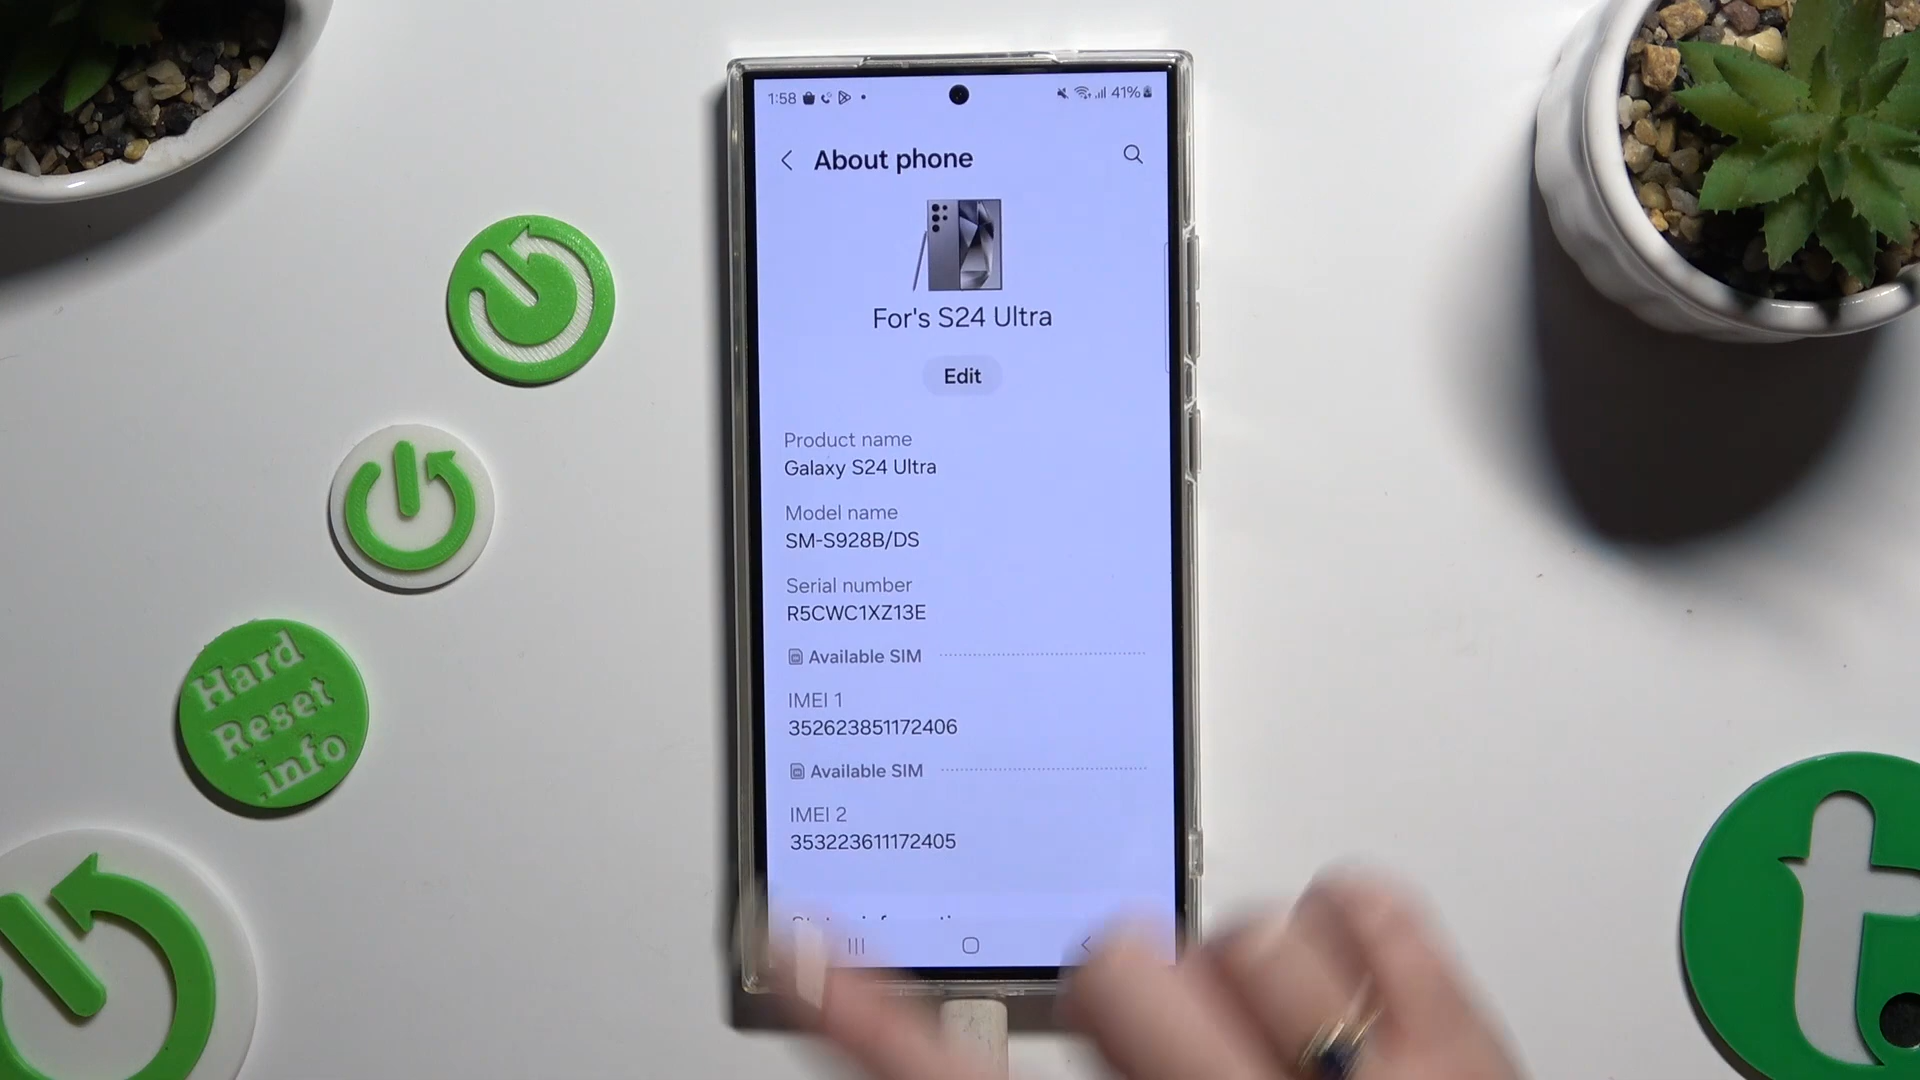 1:58
41%
About phone
For's S24 Ultra
Edit
Product name
Galaxy S24 Ultra
Model name
SM-S928B/DS
Serial number
R5CWC1XZ13E
Available SIM
IMEI 1
352623851172406
Available SIM
IMEI 2
353223611172405
Hard
Reset
.info
t